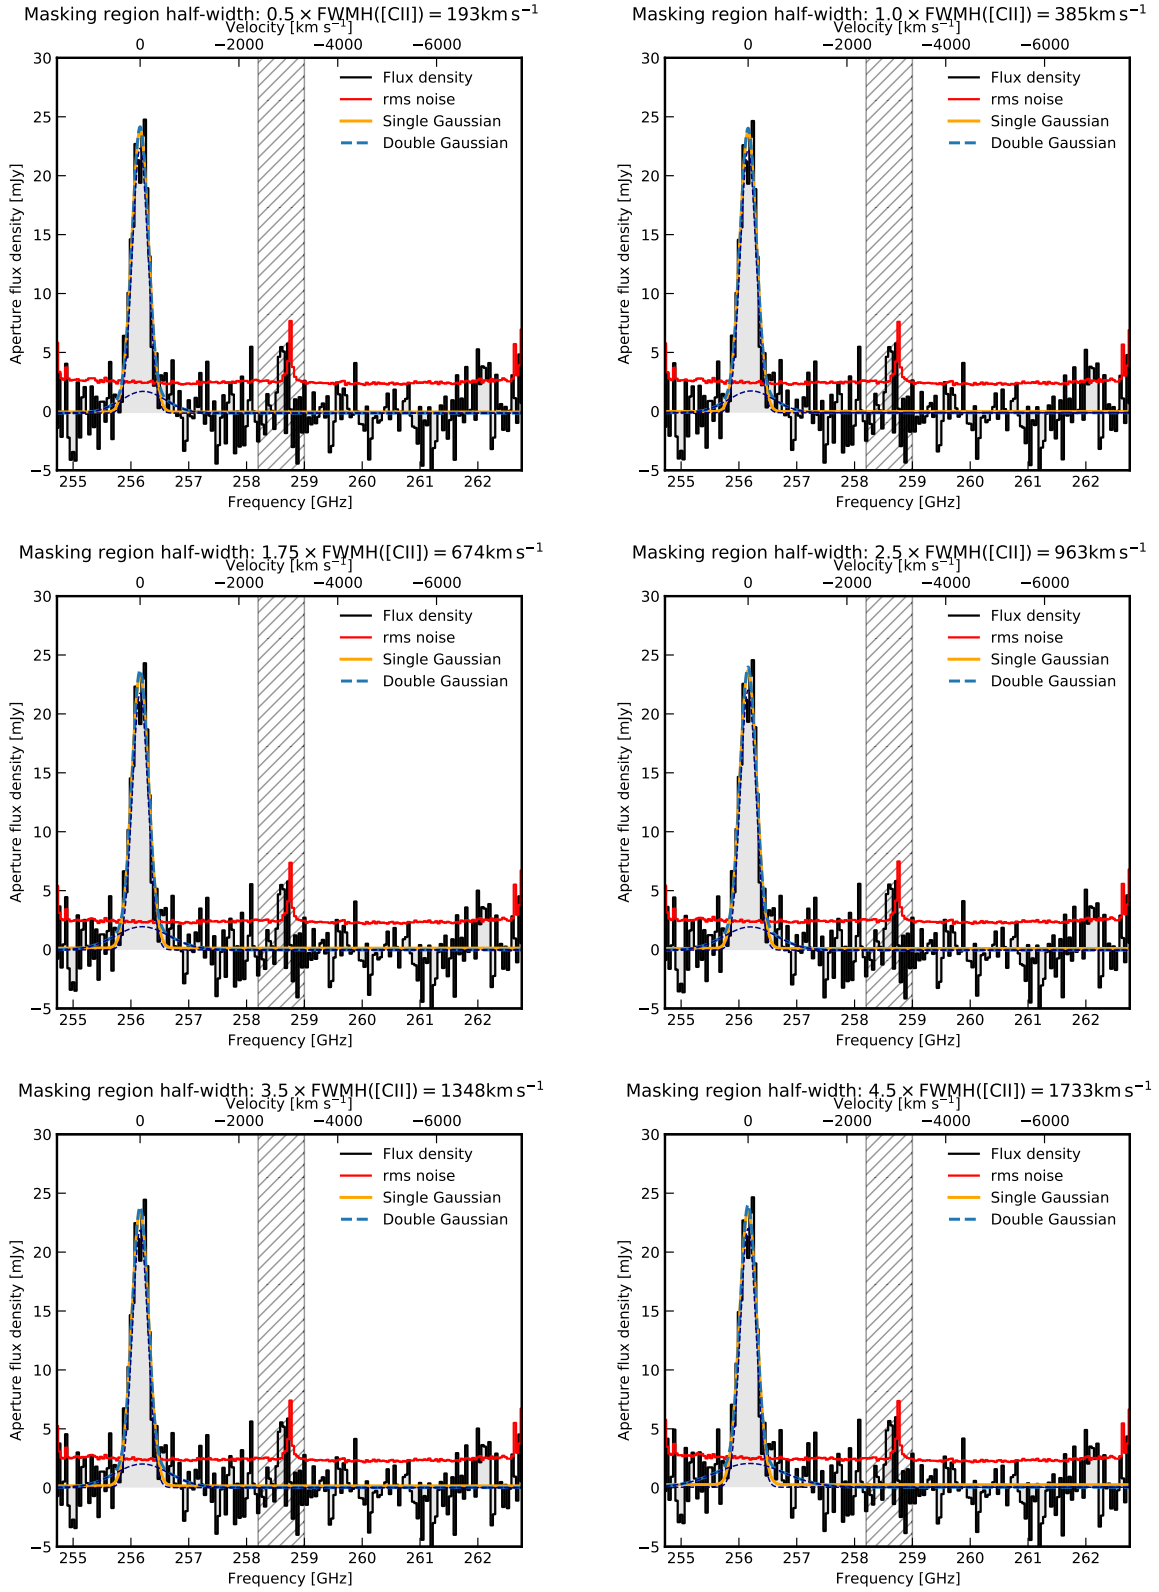 Masking region half-width: 0.5 × FWMH([CII]) = 193km s⁻¹
Velocity [km s⁻¹]
0 −2000 −4000 −6000
30
25
20
15
10
5
0
−5
Aperture flux density [mJy]
Flux density
rms noise
Single Gaussian
Double Gaussian
255 256 257 258 259 260 261 262
Frequency [GHz]
Masking region half-width: 1.0 × FWMH([CII]) = 385km s⁻¹
Velocity [km s⁻¹]
0 −2000 −4000 −6000
30
25
20
15
10
5
0
−5
Aperture flux density [mJy]
Flux density
rms noise
Single Gaussian
Double Gaussian
255 256 257 258 259 260 261 262
Frequency [GHz]
Masking region half-width: 1.75 × FWMH([CII]) = 674km s⁻¹
Velocity [km s⁻¹]
0 −2000 −4000 −6000
30
25
20
15
10
5
0
−5
Aperture flux density [mJy]
Flux density
rms noise
Single Gaussian
Double Gaussian
255 256 257 258 259 260 261 262
Frequency [GHz]
Masking region half-width: 2.5 × FWMH([CII]) = 963km s⁻¹
Velocity [km s⁻¹]
0 −2000 −4000 −6000
30
25
20
15
10
5
0
−5
Aperture flux density [mJy]
Flux density
rms noise
Single Gaussian
Double Gaussian
255 256 257 258 259 260 261 262
Frequency [GHz]
Masking region half-width: 3.5 × FWMH([CII]) = 1348km s⁻¹
Velocity [km s⁻¹]
0 −2000 −4000 −6000
30
25
20
15
10
5
0
−5
Aperture flux density [mJy]
Flux density
rms noise
Single Gaussian
Double Gaussian
255 256 257 258 259 260 261 262
Frequency [GHz]
Masking region half-width: 4.5 × FWMH([CII]) = 1733km s⁻¹
Velocity [km s⁻¹]
0 −2000 −4000 −6000
30
25
20
15
10
5
0
−5
Aperture flux density [mJy]
Flux density
rms noise
Single Gaussian
Double Gaussian
255 256 257 258 259 260 261 262
Frequency [GHz]